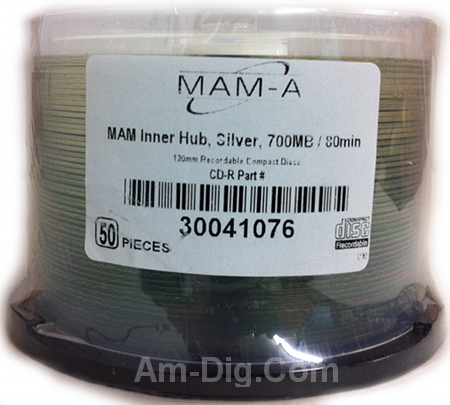 MAM-A
MAM Inner Hub, Silver, 700MB / 80min
120mm Recordable Compact Discs
CD-R Part #
30041076
50 PIECES
COMPACT
disc
Recordable
Am-Dig.Com